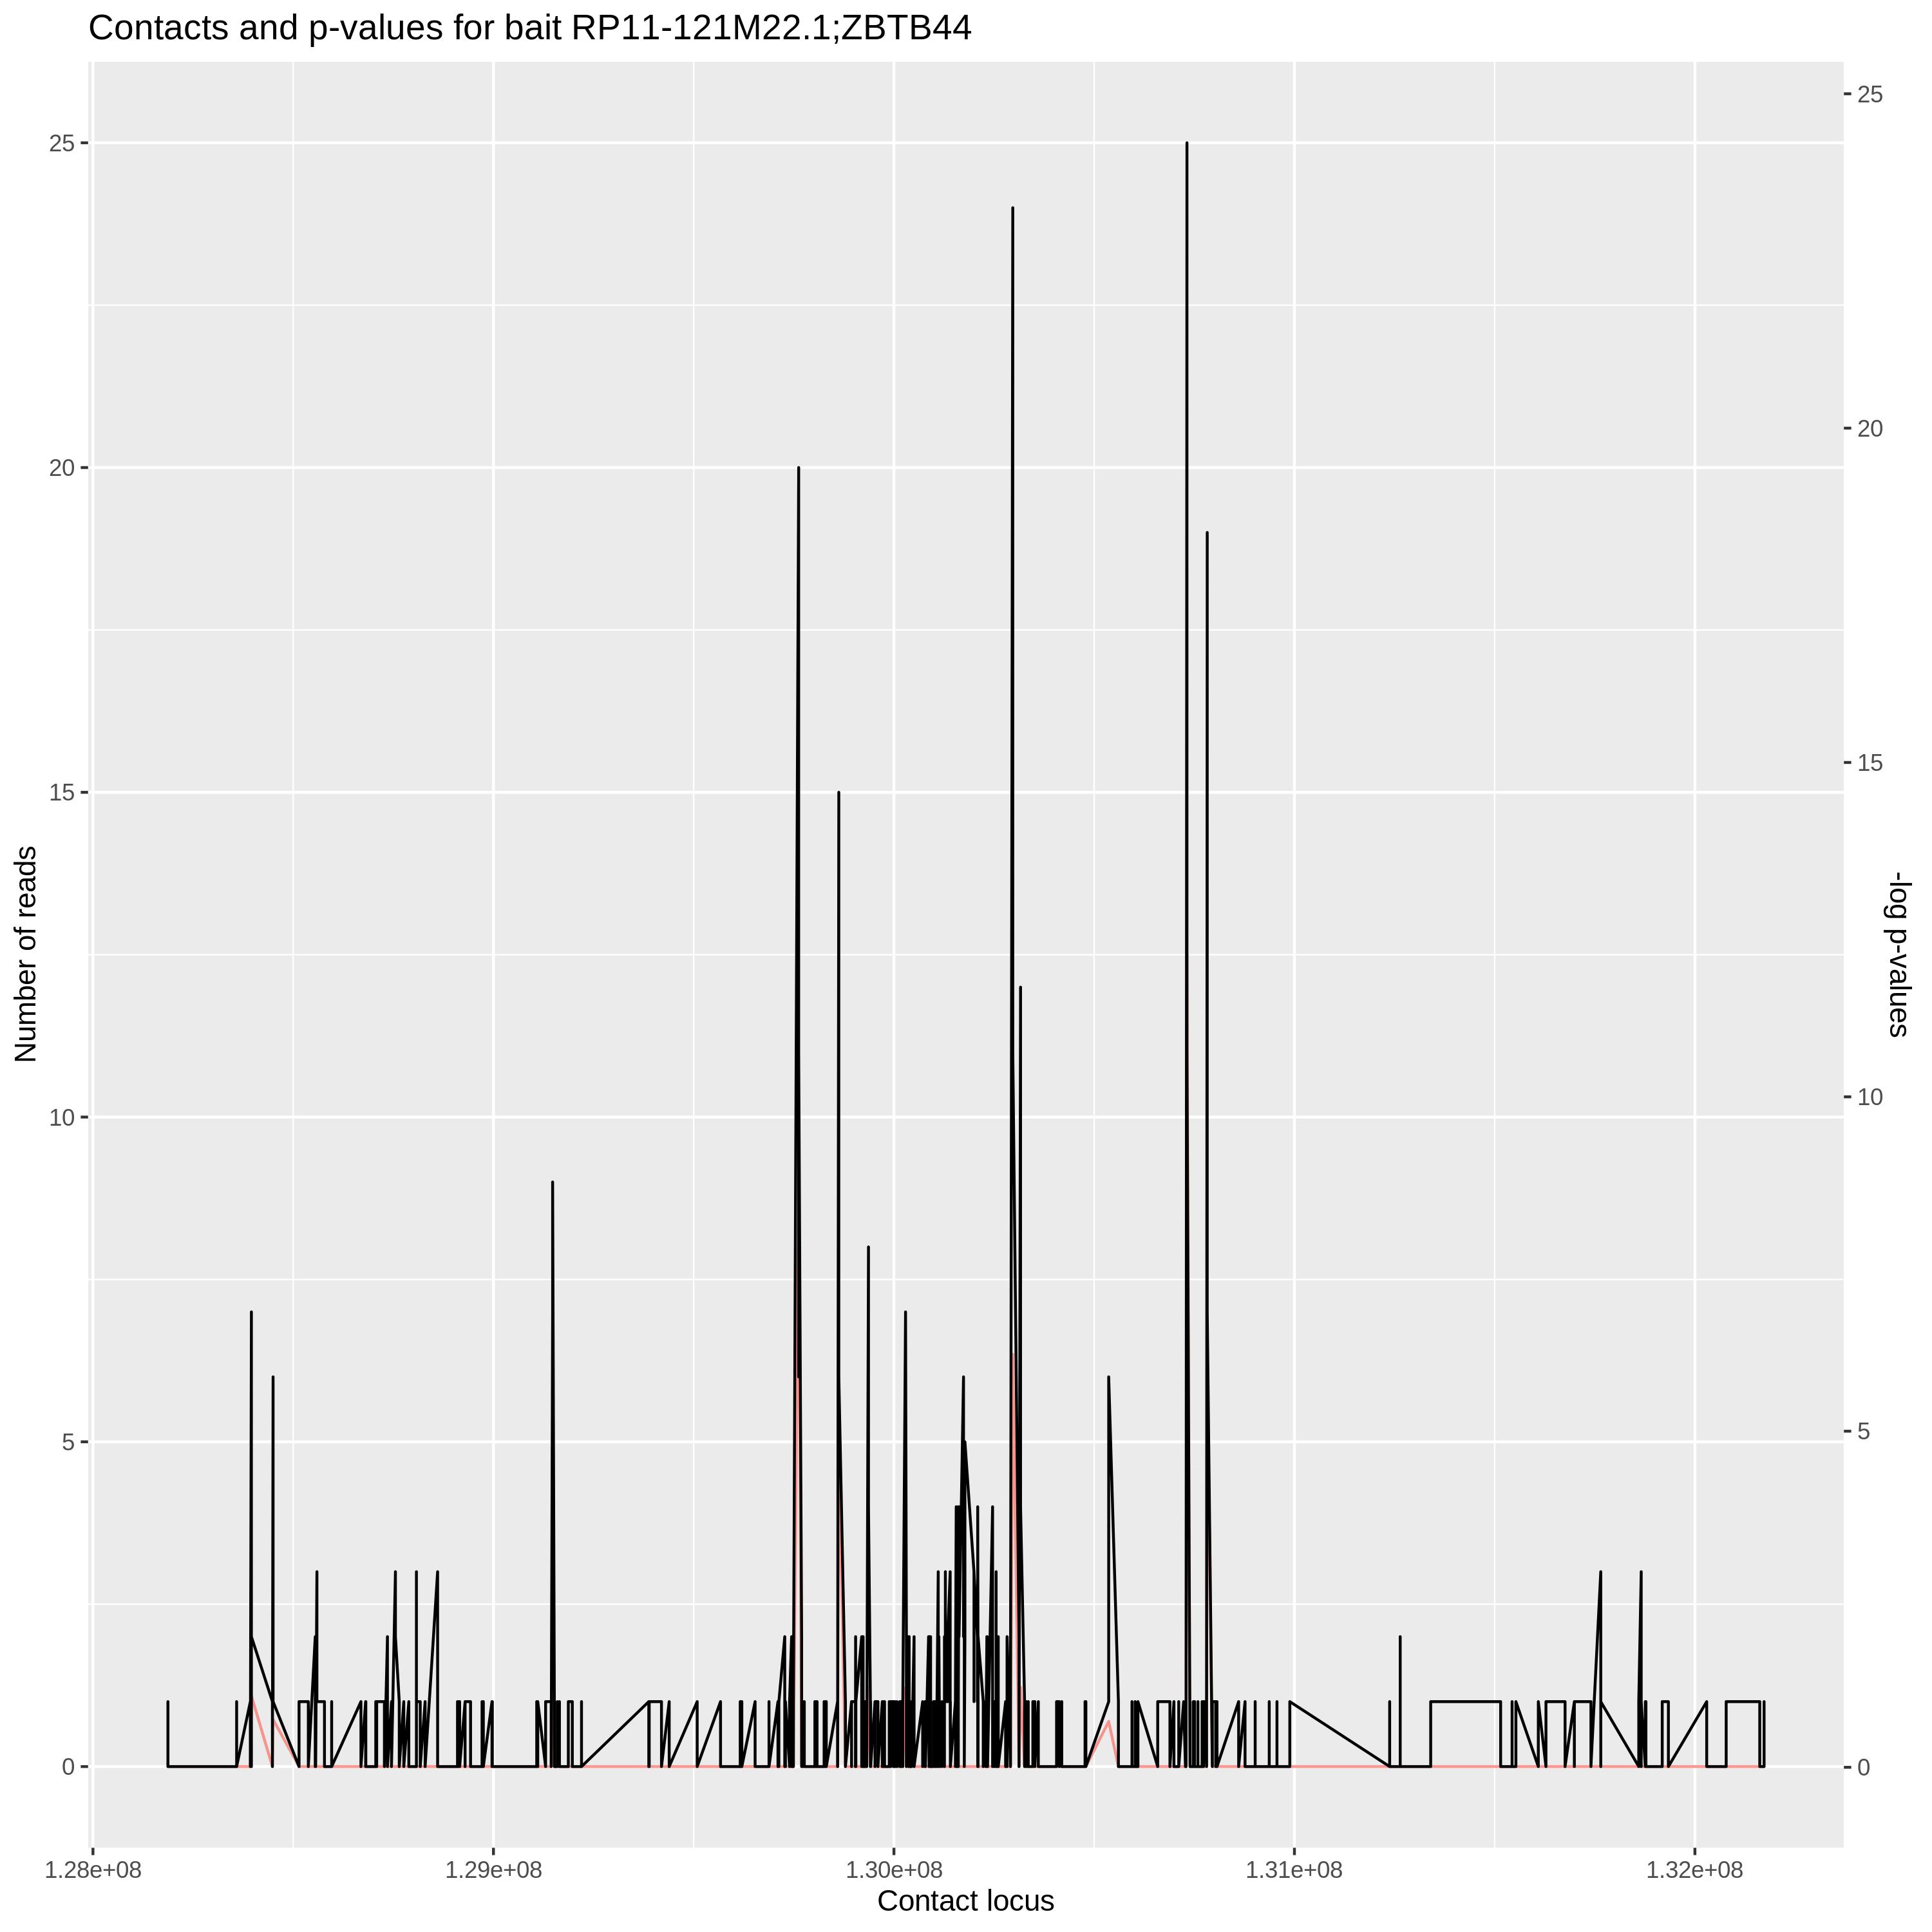 Contacts and p-values for bait RP11-121M22.1;ZBTB44
25
20
15
10
5
0
Number of reads
25
20
15
10
5
0
-log p-values
1.28e+08 1.29e+08 1.30e+08 1.31e+08 1.32e+08
Contact locus